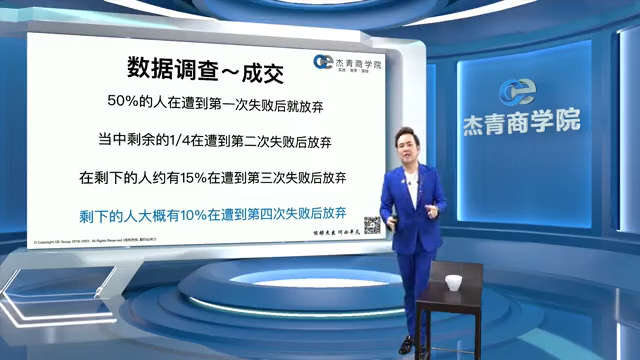 数据调查～成交
杰青商学院
50%的人在遭到第一次失败后就放弃
当中剩余的1/4在遭到第二次失败后放弃
在剩下的人约有15%在遭到第三次失败后放弃
剩下的人大概有10%在遭到第四次失败后放弃
杰青商学院